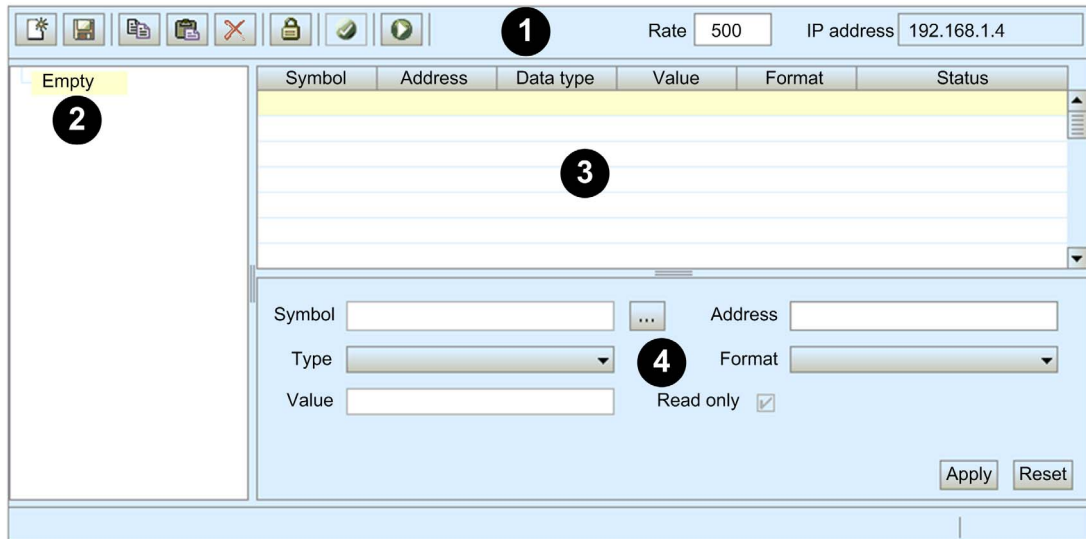 1 Rate 500 IP address 192.168.1.4
Empty Symbol Address Data type Value Format Status
2
3
Symbol ... Address
Type 4 Format
Value Read only
Apply Reset